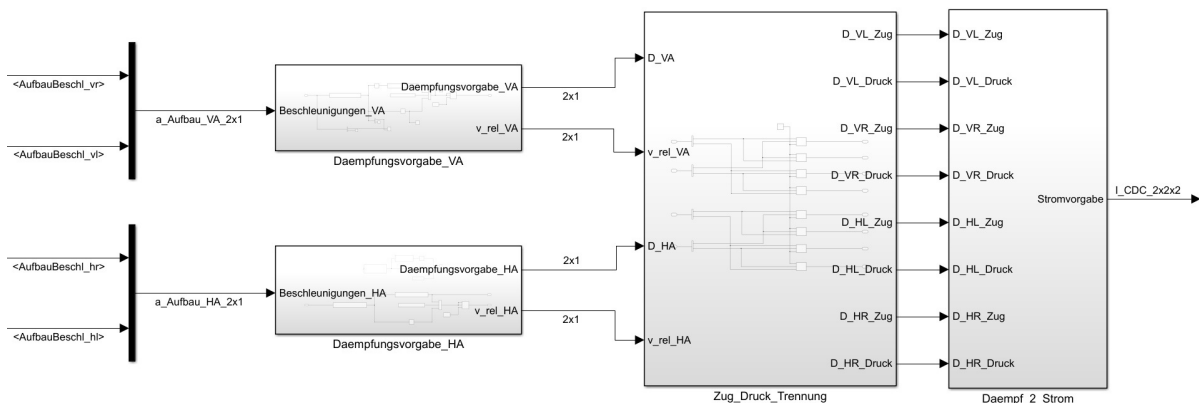 <AufbauBeschl_vr>
<AufbauBeschl_vl>
a_Aufbau_VA_2x1
Beschleunigungen_VA
Daempfungsvorgabe_VA
v_rel_VA
Daempfungsvorgabe_VA
2x1
2x1
<AufbauBeschl_hr>
<AufbauBeschl_hl>
a_Aufbau_HA_2x1
Beschleunigungen_HA
Daempfungsvorgabe_HA
v_rel_HA
Daempfungsvorgabe_HA
2x1
2x1
D_VA
v_rel_VA
D_HA
v_rel_HA
D_VL_Zug
D_VL_Druck
D_VR_Zug
D_VR_Druck
D_HL_Zug
D_HL_Druck
D_HR_Zug
D_HR_Druck
Zug_Druck_Trennung
D_VL_Zug
D_VL_Druck
D_VR_Zug
D_VR_Druck
D_HL_Zug
D_HL_Druck
D_HR_Zug
D_HR_Druck
Stromvorgabe
Daempf_2_Strom
I_CDC_2x2x2